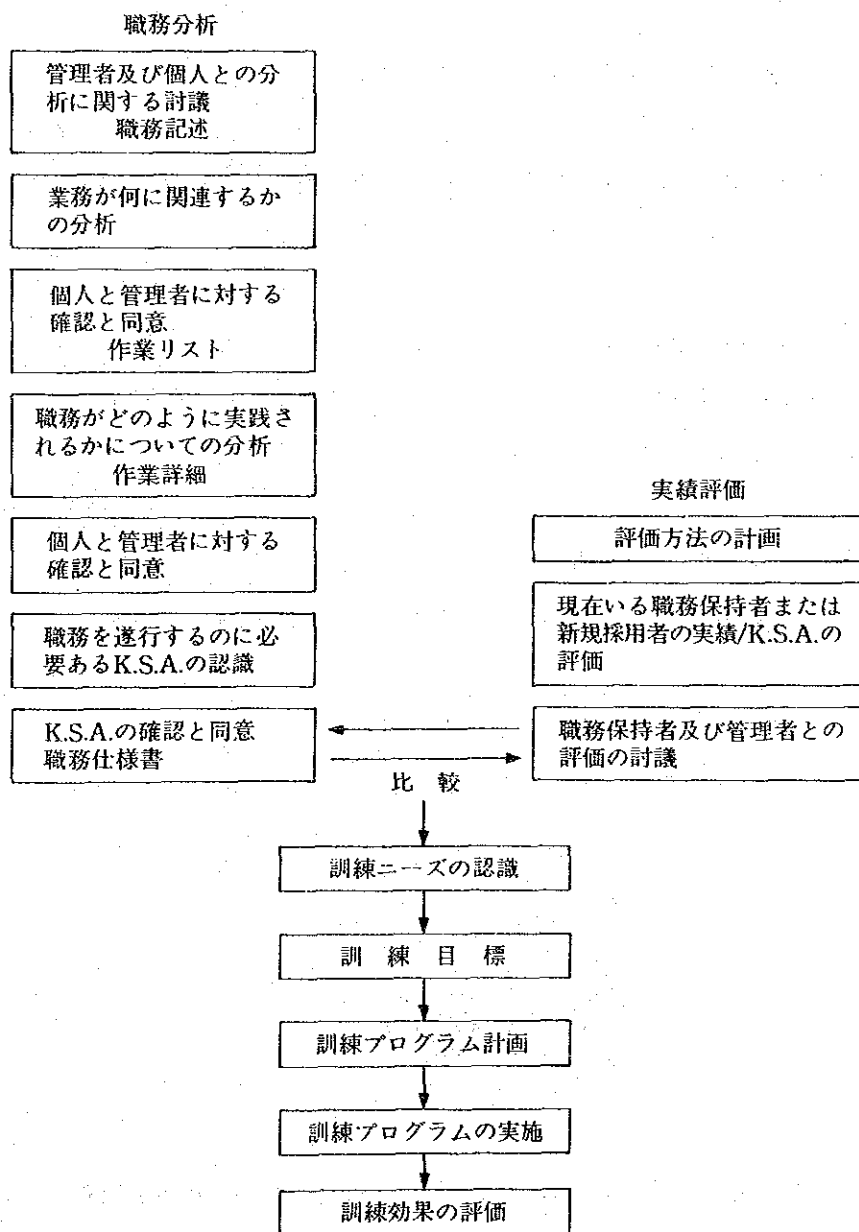 職務分析
管理者及び個人との分
析に関する討議
職務記述
業務が何に関連するか
の分析
個人と管理者に対する
確認と同意
作業リスト
職務がどのように実践さ
れるかについての分析
作業詳細
個人と管理者に対する
確認と同意
職務を遂行するのに必
要あるK.S.A.の認識
K.S.A.の確認と同意
職務仕様書
実績評価
評価方法の計画
現在いる職務保持者または
新規採用者の実績/K.S.A.の
評価
職務保持者及び管理者との
評価の討議
比較
訓練ニーズの認識
訓練目標
訓練プログラム計画
訓練プログラムの実施
訓練効果の評価